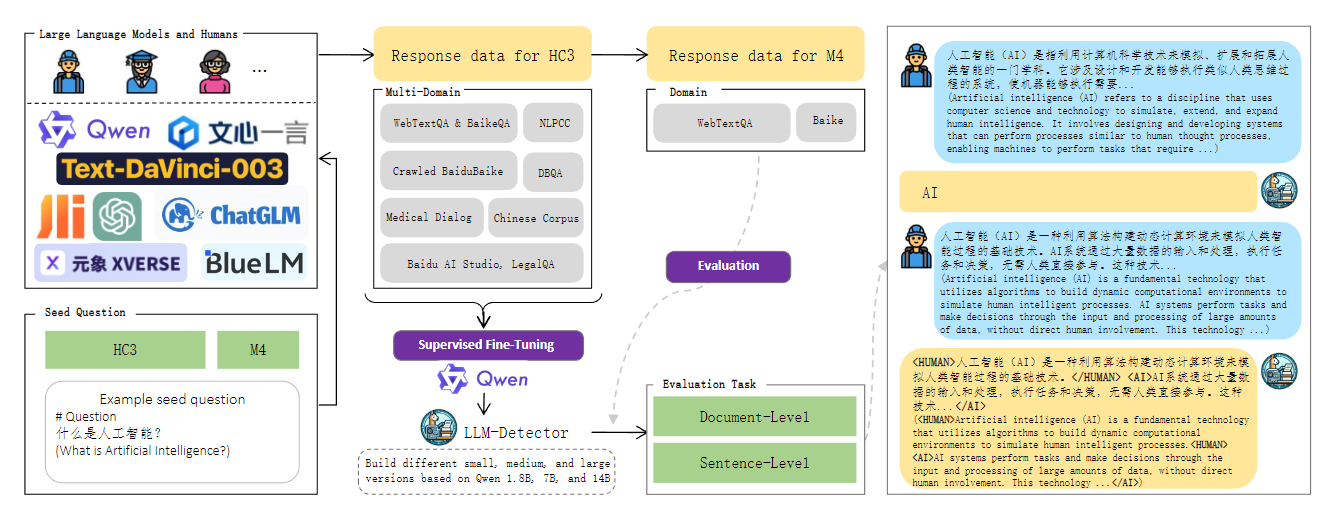 Large Language Models and Humans
...
Qwen
文心一言
Text-DaVinci-003
ChatGLM
X 元象 XVERSE
BlueLM
Seed Question
HC3
M4
Example seed question
# Question
什么是人工智能?
(What is Artificial Intelligence?)
Response data for HC3
Multi-Domain
WebTextQA & BaikeQA
NLPCC
Crawled BaiduBaike
DBQA
Medical Dialog
Chinese Corpus
Baidu AI Studio, LegalQA
Supervised Fine-Tuning
Qwen
LLM-Detector
Build different small, medium, and large
versions based on Qwen 1.8B, 7B, and 14B
Response data for M4
Domain
WebTextQA
Baike
Evaluation
Evaluation Task
Document-Level
Sentence-Level
人工智能（AI）是指利用计算机科学技术来模拟、扩展和拓展人
类智能的一门学科。它涉及设计和开发能够执行类似人类思维过
程的系统，使机器能够执行需要...
(Artificial intelligence (AI) refers to a discipline that uses
computer science and technology to simulate, extend, and expand
human intelligence. It involves designing and developing systems
that can perform processes similar to human thought processes,
enabling machines to perform tasks that require ...)
AI
人工智能（AI）是一种利用算法构建动态计算环境来模拟人类智
能过程的基础技术。AI系统通过大量数据的输入和处理，执行任
务和决策，无需人类直接参与。这种技术...
(Artificial intelligence (AI) is a fundamental technology that
utilizes algorithms to build dynamic computational environments to
simulate human intelligent processes. AI systems perform tasks and
make decisions through the input and processing of large amounts
of data, without direct human involvement. This technology ...)
<HUMAN>人工智能（AI）是一种利用算法构建动态计算环境来模
拟人类智能过程的基础技术。</HUMAN> <AI>AI系统通过大量数
据的输入和处理，执行任务和决策，无需人类直接参与。这种
技术...</AI>
(<HUMAN>Artificial intelligence (AI) is a fundamental technology
that utilizes algorithms to build dynamic computational
environments to simulate human intelligent processes.<HUMAN>
<AI>AI systems perform tasks and make decisions through the
input and processing of large amounts of data, without direct
human involvement. This technology ...</AI>)